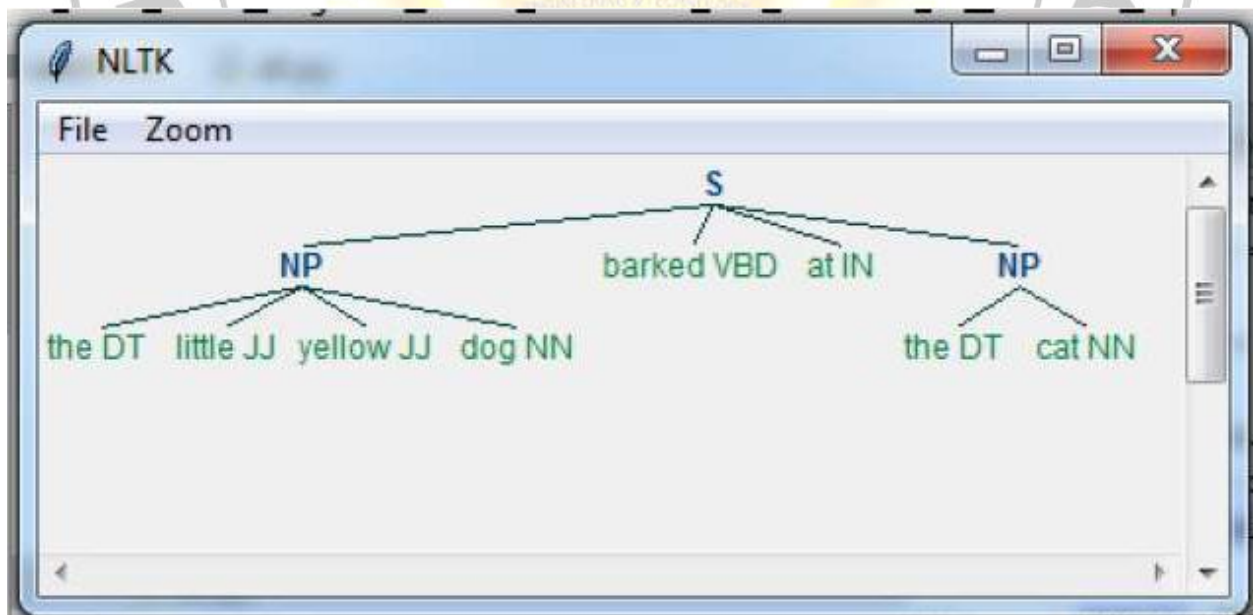 NLTK
File Zoom
S
NP barked VBD at IN NP
the DT little JJ yellow JJ dog NN the DT cat NN